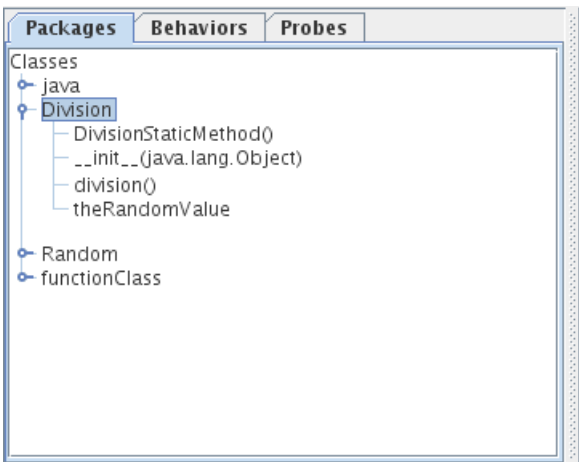 Packages Behaviors Probes
Classes
java
Division
DivisionStaticMethod()
__init__(java.lang.Object)
division()
theRandomValue
Random
functionClass